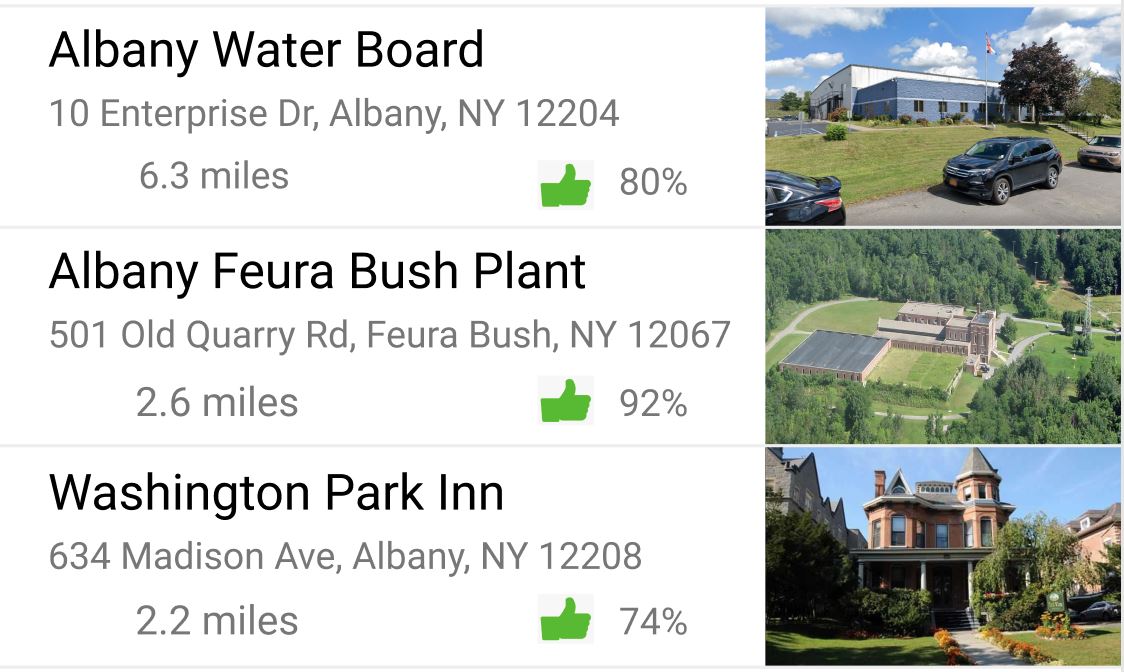 Albany Water Board
10 Enterprise Dr, Albany, NY 12204
6.3 miles 80%
Albany Feura Bush Plant
501 Old Quarry Rd, Feura Bush, NY 12067
2.6 miles 92%
Washington Park Inn
634 Madison Ave, Albany, NY 12208
2.2 miles 74%